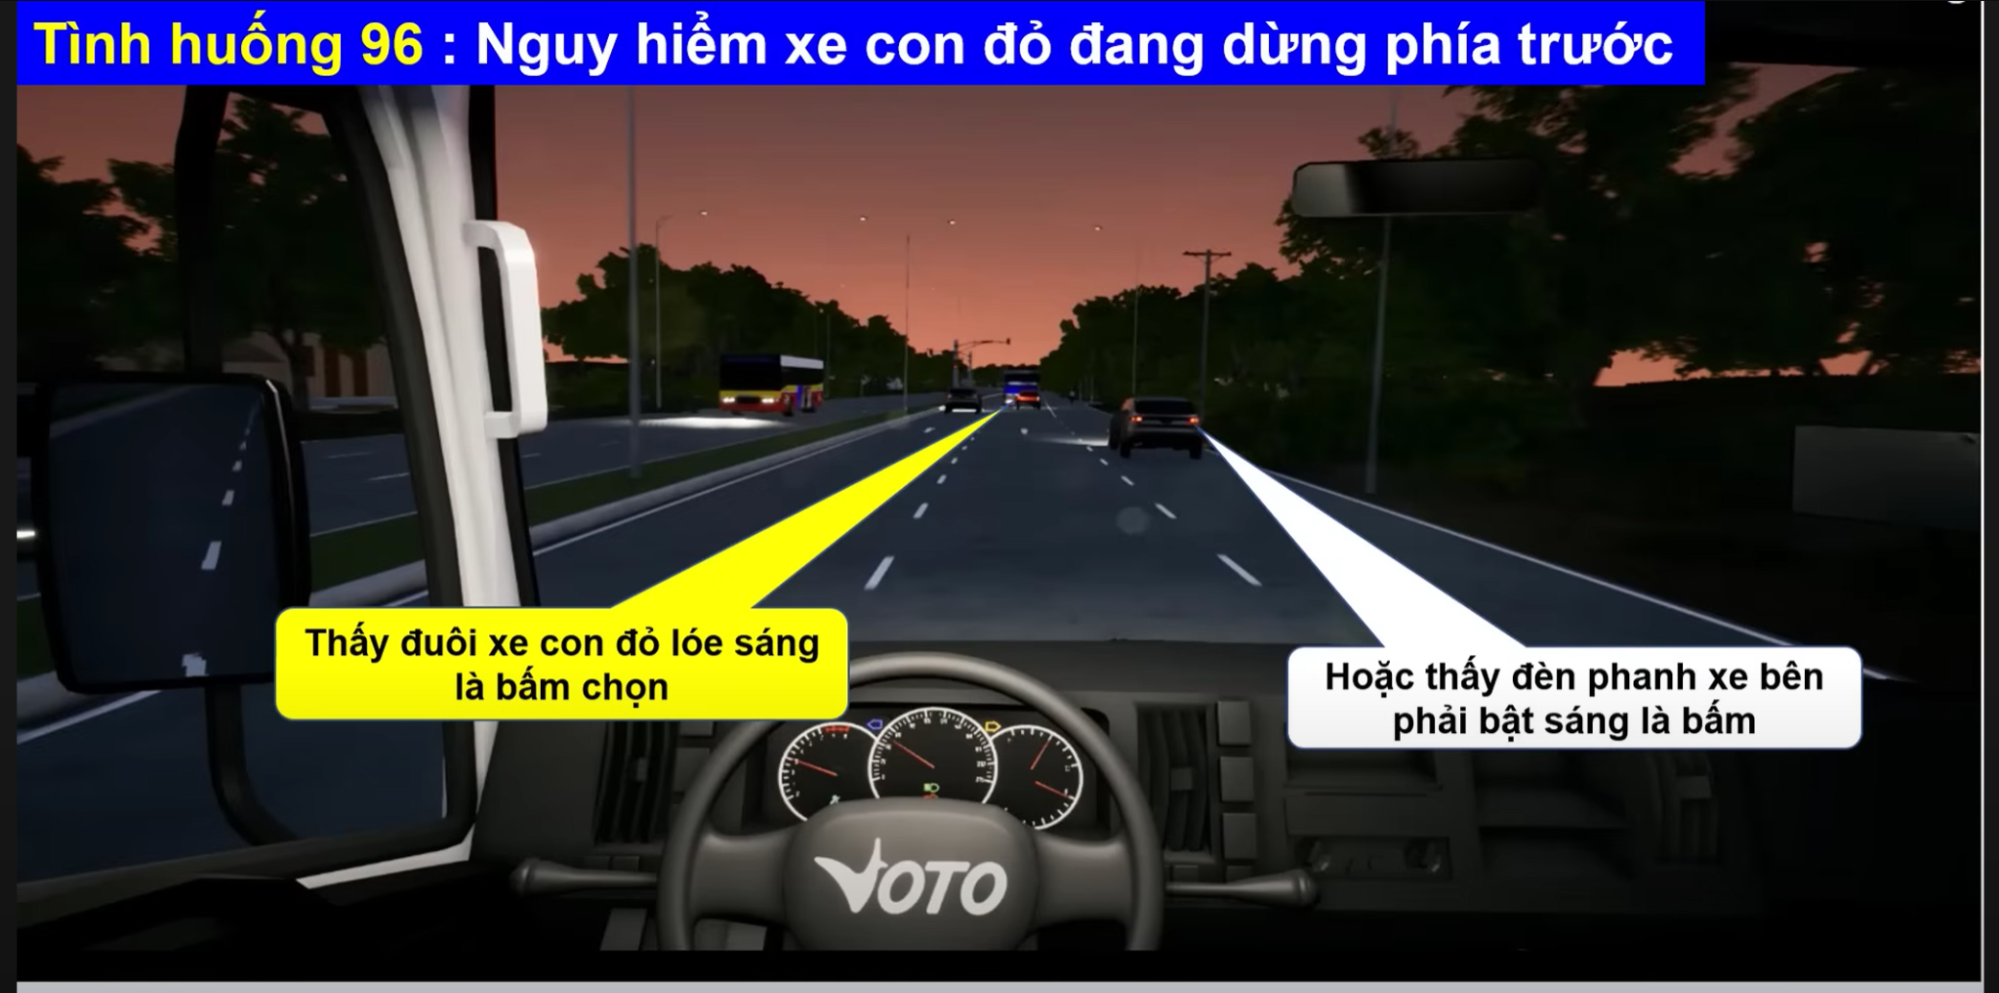 Tình huống 96 : Nguy hiểm xe con đỏ đang dừng phía trước
Thấy đuôi xe con đỏ lóe sáng
là bấm chọn
Hoặc thấy đèn phanh xe bên
phải bật sáng là bấm
VOTO